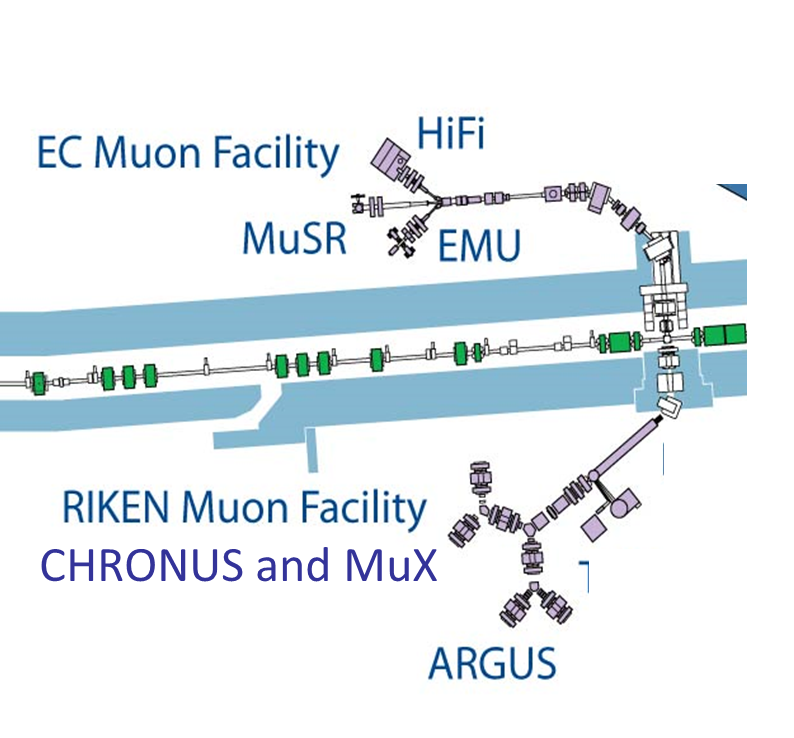 HiFi
EC Muon Facility
MuSR
EMU
RIKEN Muon Facility
CHRONUS and MuX
ARGUS